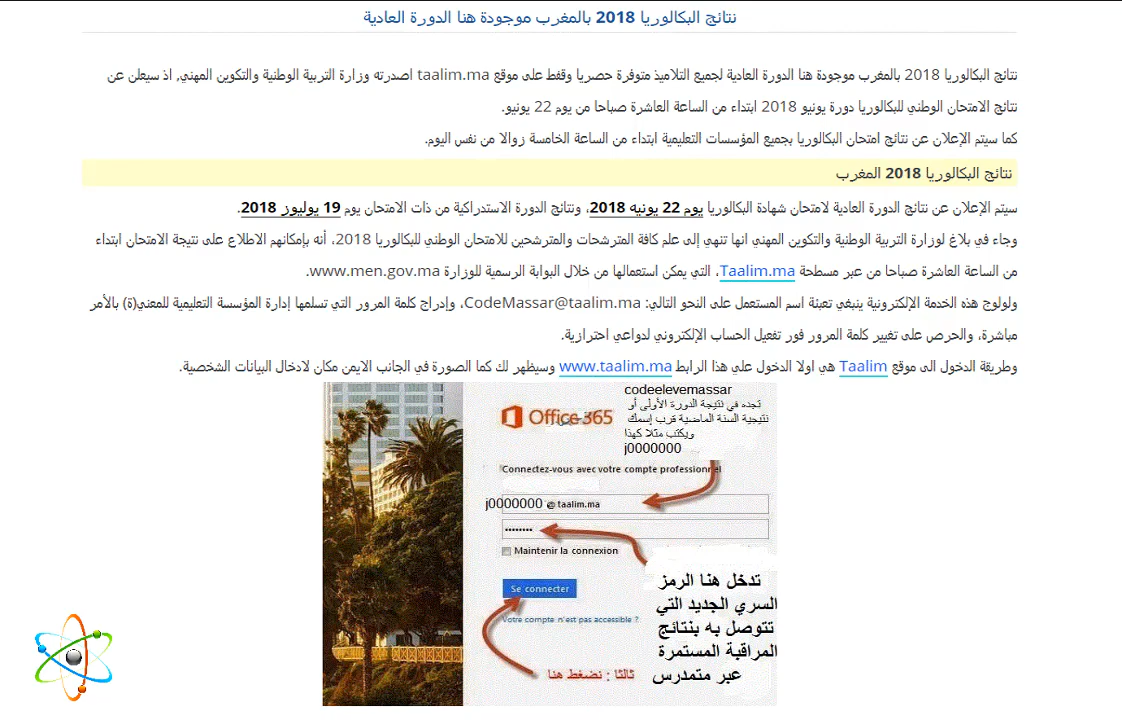 نتائج البكالوريا 2018 بالمغرب موجودة هنا الدورة العادية
نتائج البكالوريا 2018 بالمغرب موجودة هنا الدورة العادية لجميع التلاميذ متوفرة حصريا وقفط على موقع taalim.ma اصدرته وزارة التربية الوطنية والتكوين المهني, اذ سيعلن عن
نتائج الامتحان الوطني للبكالوريا دورة يونيو 2018 ابتداء من الساعة العاشرة صباحا من يوم 22 يونيو.
كما سيتم الإعلان عن نتائج امتحان البكالوريا بجميع المؤسسات التعليمية ابتداء من الساعة الخامسة زوالا من نفس اليوم.
نتائج البكالوريا 2018 المغرب
سيتم الإعلان عن نتائج الدورة العادية لامتحان شهادة البكالوريا يوم 22 يونيه 2018، ونتائج الدورة الاستدراكية من ذات الامتحان يوم 19 يوليوز 2018.
وجاء في بلاغ لوزارة التربية الوطنية والتكوين المهني انها تنهي إلى علم كافة المترشحات والمترشحين للامتحان الوطني للبكالوريا 2018، أنه بإمكانهم الاطلاع على نتيجة الامتحان ابتداء
من الساعة العاشرة صباحا من عبر مسطحة Taalim.ma، التي يمكن استعمالها من خلال البوابة الرسمية للوزارة www.men.gov.ma.
ولولوج هذه الخدمة الإلكترونية ينبغي تعبئة اسم المستعمل على النحو التالي: CodeMassar@taalim.ma، وإدراج كلمة المرور التي تسلمها إدارة المؤسسة التعليمية للمعني(ة) بالأمر
مباشرة، والحرص على تغيير كلمة المرور فور تفعيل الحساب الإلكتروني لدواعي احترازية.
وطريقة الدخول الى موقع Taalim هي اولا الدخول علي هذا الرابط www.taalim.ma وسيظهر لك كما الصورة في الجانب الايمن مكان لادخال البيانات الشخصية.
codeelevemassar
تجده في نتيجة الدورة الأولى أو
نتيجية السنة الماضية قرب إسمك
ويكتب مثلا كهذا
j0000000
Office 365
Connectez-vous avec votre compte professionnel
j0000000 @taalim.ma
Maintenir la connexion
Se connecter
Votre compte n'est pas accessible ?
تدخل هنا الرمز
السري الجديد التي
تتوصل به بنتائج
المراقبة المستمرة
عبر متمدرس
ثالثا : نضغط هنا